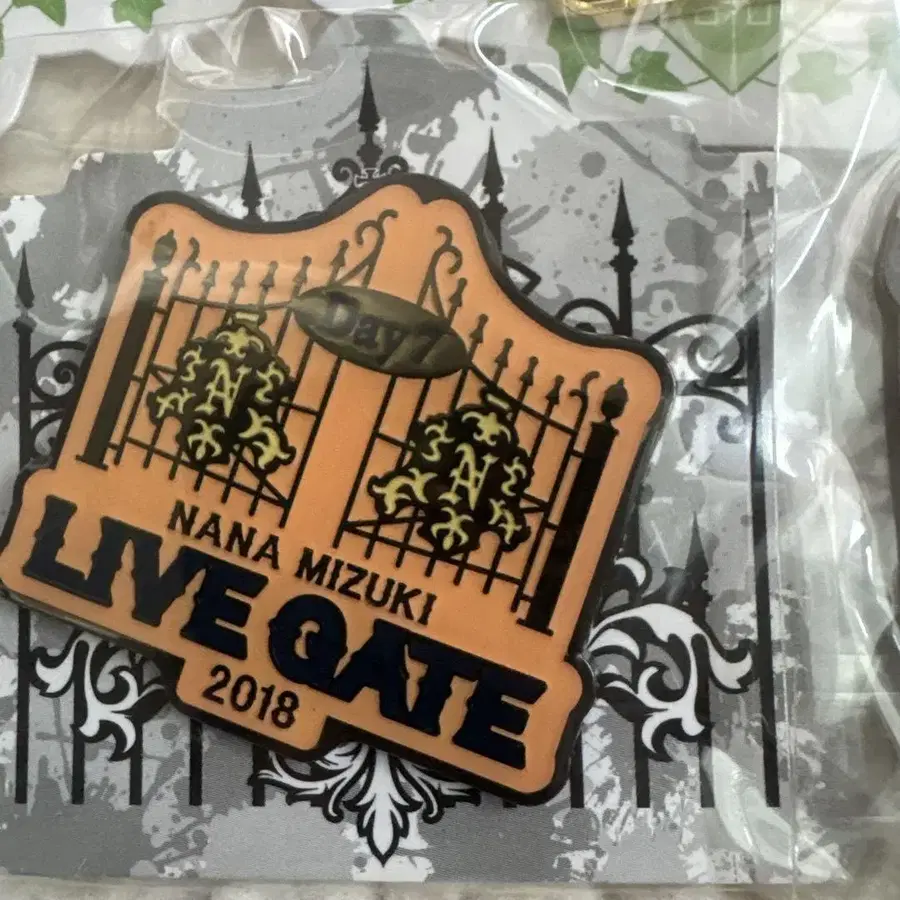 Day7
NANA MIZUKI
LIVE GATE
2018